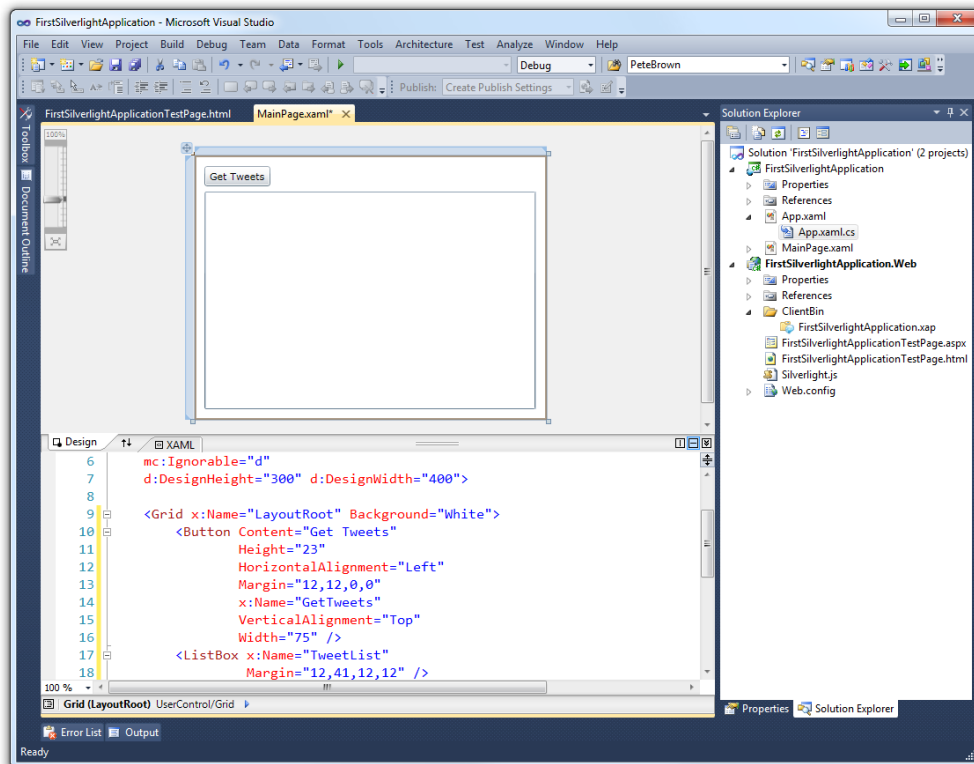 FirstSilverlightApplication - Microsoft Visual Studio
File Edit View Project Build Debug Team Data Format Tools Architecture Test Analyze Window Help
Debug PeteBrown
Publish: Create Publish Settings
Toolbox
Document Outline
FirstSilverlightApplicationTestPage.html MainPage.xaml*
100%
Get Tweets
Design XAML
6 mc:Ignorable="d"
7 d:DesignHeight="300" d:DesignWidth="400">
8
9 <Grid x:Name="LayoutRoot" Background="White">
10 <Button Content="Get Tweets"
11 Height="23"
12 HorizontalAlignment="Left"
13 Margin="12,12,0,0"
14 x:Name="GetTweets"
15 VerticalAlignment="Top"
16 Width="75" />
17 <ListBox x:Name="TweetList"
18 Margin="12,41,12,12" />
100 %
Grid (LayoutRoot) UserControl/Grid
Solution Explorer
Solution 'FirstSilverlightApplication' (2 projects)
FirstSilverlightApplication
Properties
References
App.xaml
App.xaml.cs
MainPage.xaml
FirstSilverlightApplication.Web
Properties
References
ClientBin
FirstSilverlightApplication.xap
FirstSilverlightApplicationTestPage.aspx
FirstSilverlightApplicationTestPage.html
Silverlight.js
Web.config
Properties Solution Explorer
Error List Output
Ready